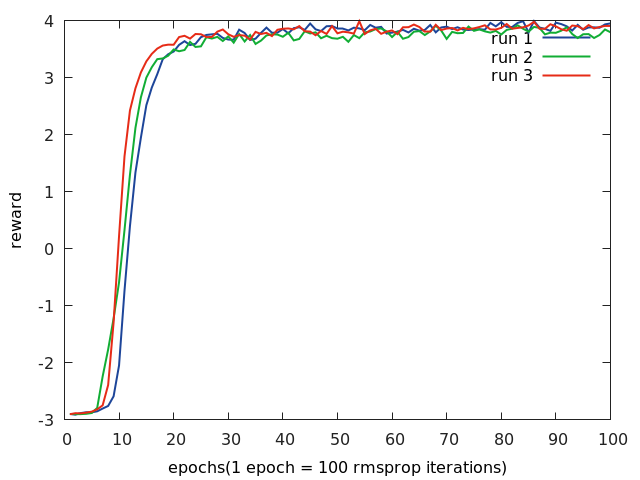 4
3
2
1
0
-1
-2
-3
reward
run 1
run 2
run 3
0 10 20 30 40 50 60 70 80 90 100
epochs(1 epoch = 100 rmsprop iterations)